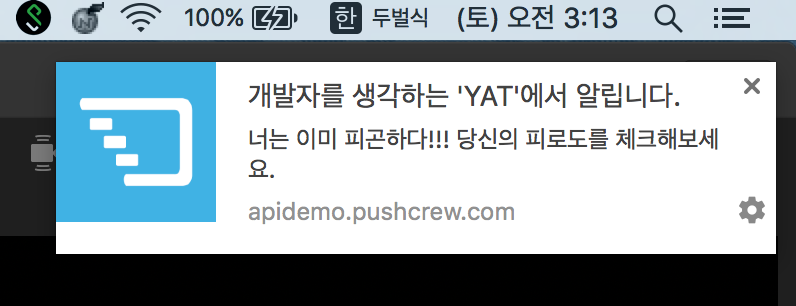 100% 한 두벌식 (토) 오전 3:13
개발자를 생각하는 'YAT'에서 알립니다.
너는 이미 피곤하다!!! 당신의 피로도를 체크해보세
요.
apidemo.pushcrew.com